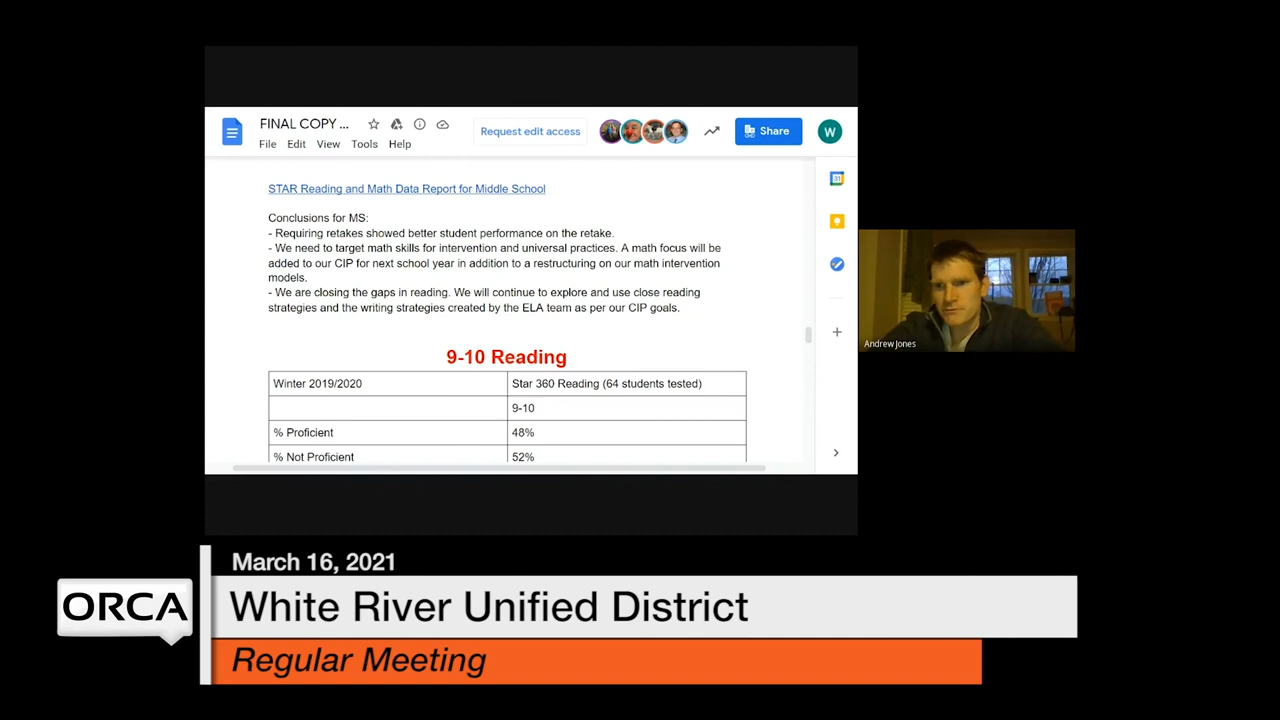 FINAL COPY ...
Request edit access
Share
W
File Edit View Tools Help
31
STAR Reading and Math Data Report for Middle School
Conclusions for MS:
- Requiring retakes showed better student performance on the retake.
- We need to target math skills for intervention and universal practices. A math focus will be
added to our CIP for next school year in addition to a restructuring on our math intervention
models.
- We are closing the gaps in reading. We will continue to explore and use close reading
strategies and the writing strategies created by the ELA team as per our CIP goals.
9-10 Reading
Winter 2019/2020 Star 360 Reading (64 students tested)
9-10
% Proficient 48%
% Not Proficient 52%
Andrew Jones
March 16, 2021
ORCA
White River Unified District
Regular Meeting